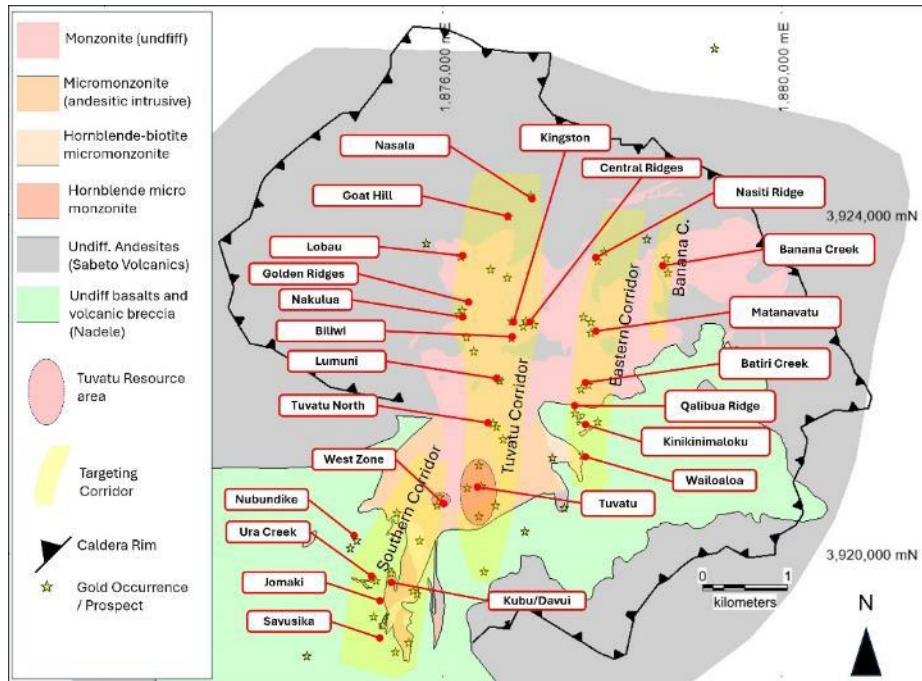 Monzonite (undfiff)
Micromonzonite
(andesitic intrusive)
Hornblende-biotite
micromonzonite
Hornblende micro
monzonite
Undiff. Andesites
(Sabeto Volcanics)
Undiff basalts and
volcanic breccia
(Nadele)
Tuvatu Resource
area
Targeting
Corridor
Caldera Rim
Gold Occurrence
/ Prospect
1,876,000 mE
1,880,000 mE
3,924,000 mN
3,920,000 mN
Nasala
Kingston
Central Ridges
Goat Hill
Nasiti Ridge
Lobau
Banana Creek
Golden Ridges
Nakulua
Matanavatu
Biliwi
Lumuni
Batiri Creek
Tuvatu North
Qalibua Ridge
Kinikinimaloku
West Zone
Wailoaloa
Nubundike
Tuvatu
Ura Creek
Jomaki
Kubu/Davui
Savusika
Banana C.
Eastern Corridor
Tuvatu Corridor
Southern Corridor
0 1
kilometers
N